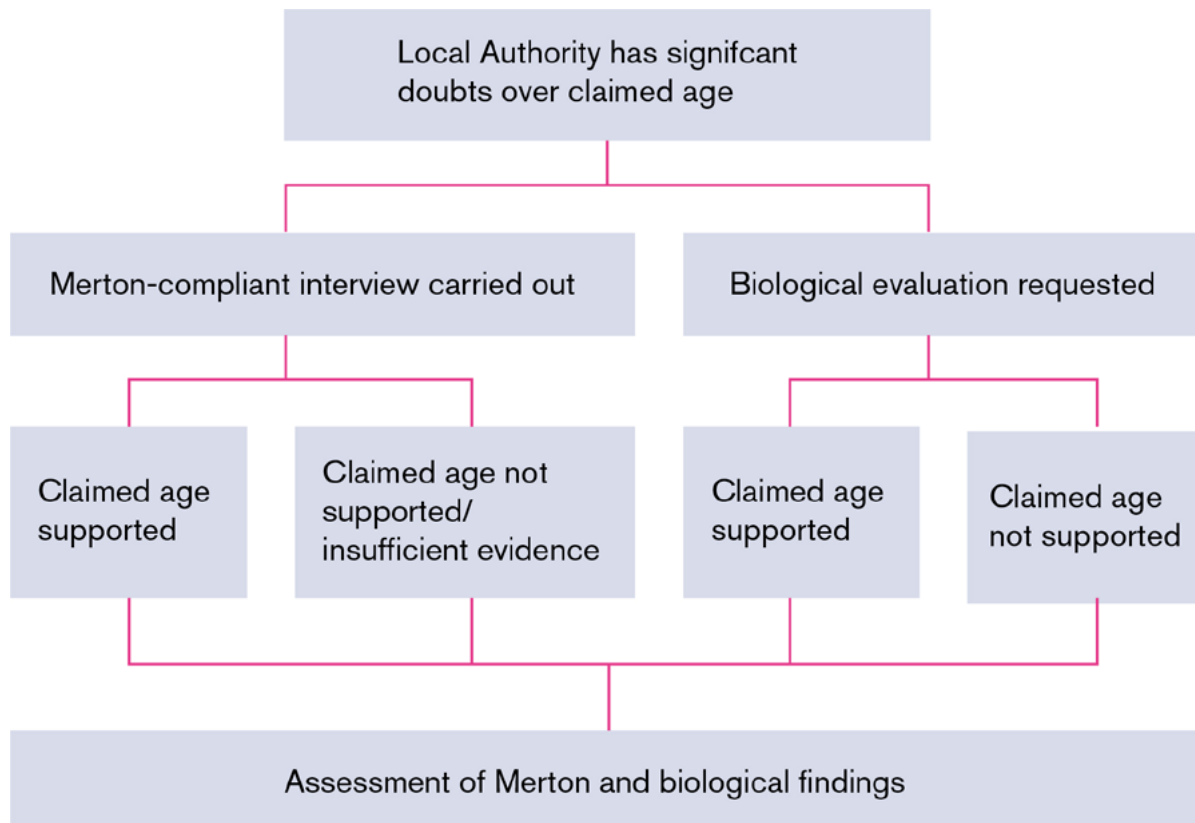 Local Authority has signifcant
doubts over claimed age
Merton-compliant interview carried out
Biological evaluation requested
Claimed age
supported
Claimed age not
supported/
insufficient evidence
Claimed age
supported
Claimed age
not supported
Assessment of Merton and biological findings